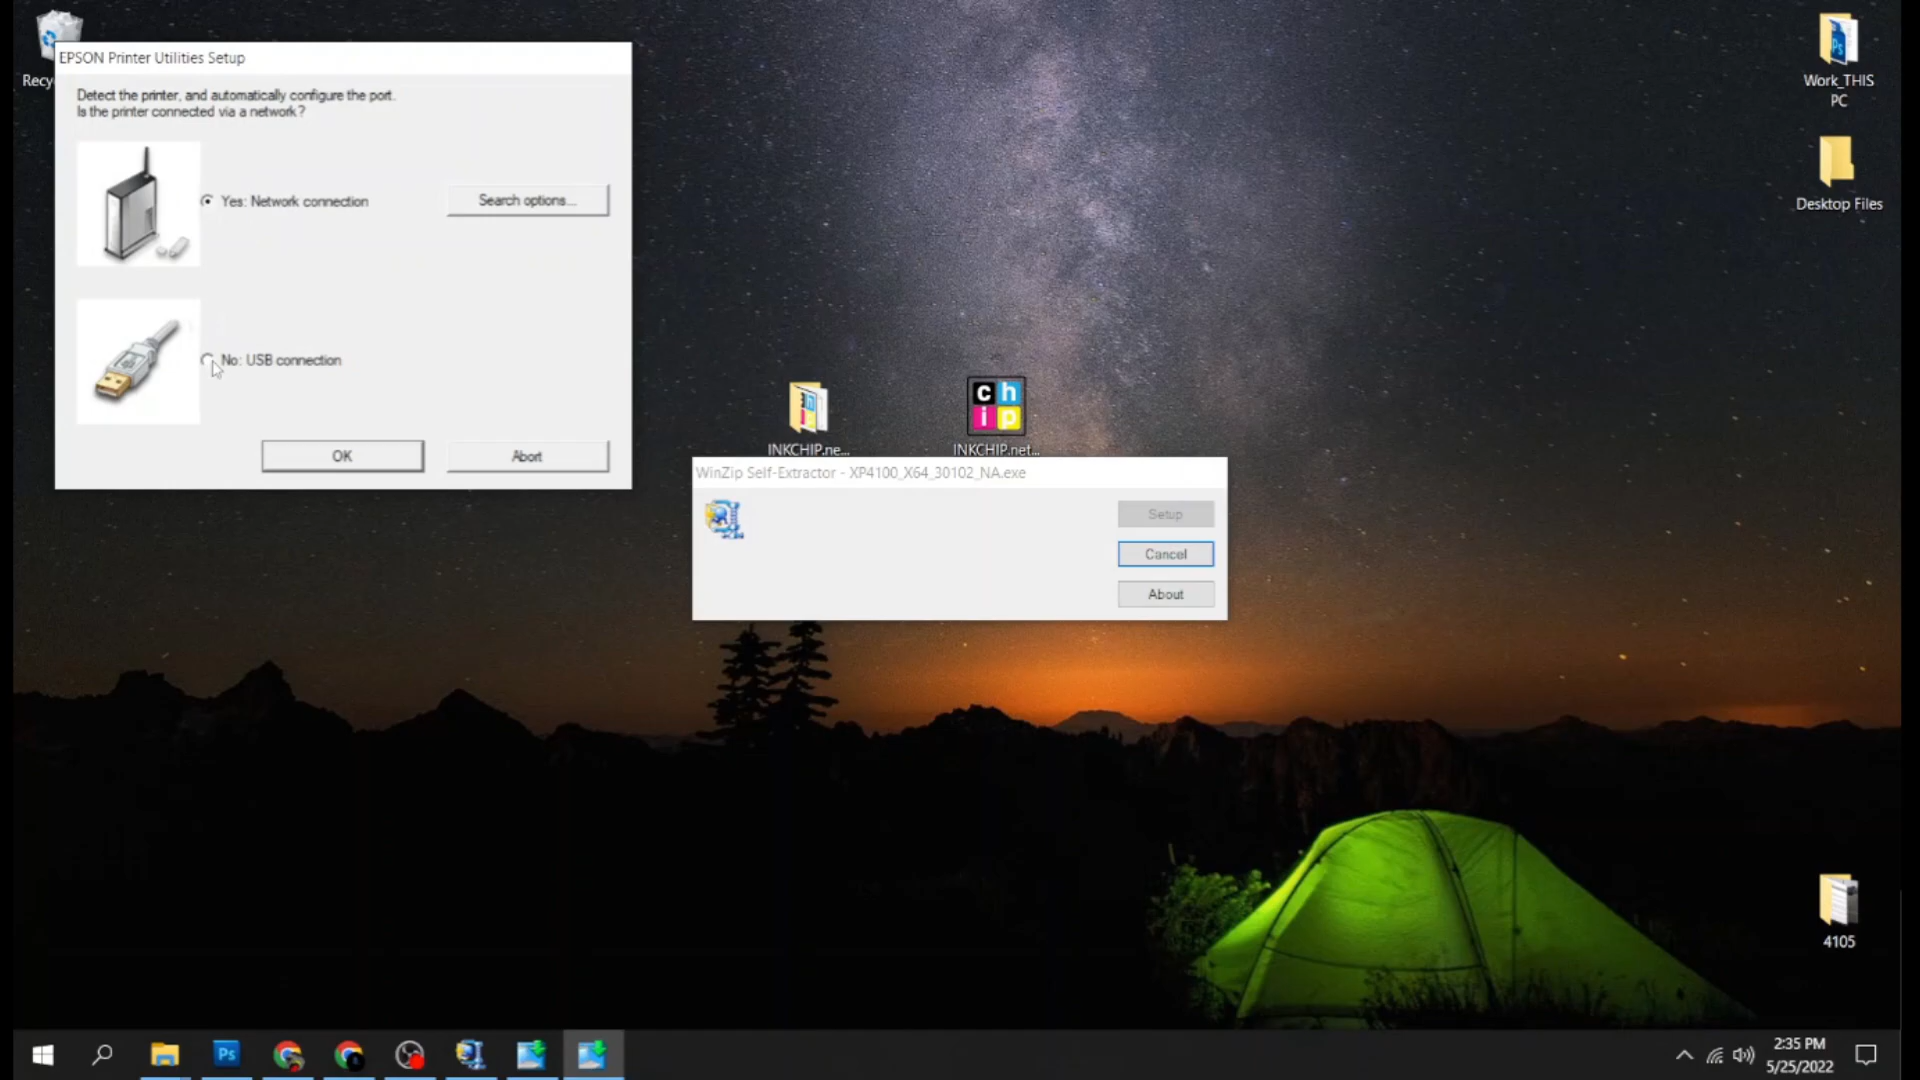 Recy
EPSON Printer Utilities Setup
Detect the printer, and automatically configure the port.
Is the printer connected via a network?
Yes: Network connection
Search options...
No: USB connection
OK
Abort
Work_THIS
PC
Desktop Files
c h
i p
INKCHIP.ne...
INKCHIP.net...
WinZip Self-Extractor - XP4100_X64_30102_NA.exe
Setup
Cancel
About
4105
Ps
2:35 PM
5/25/2022